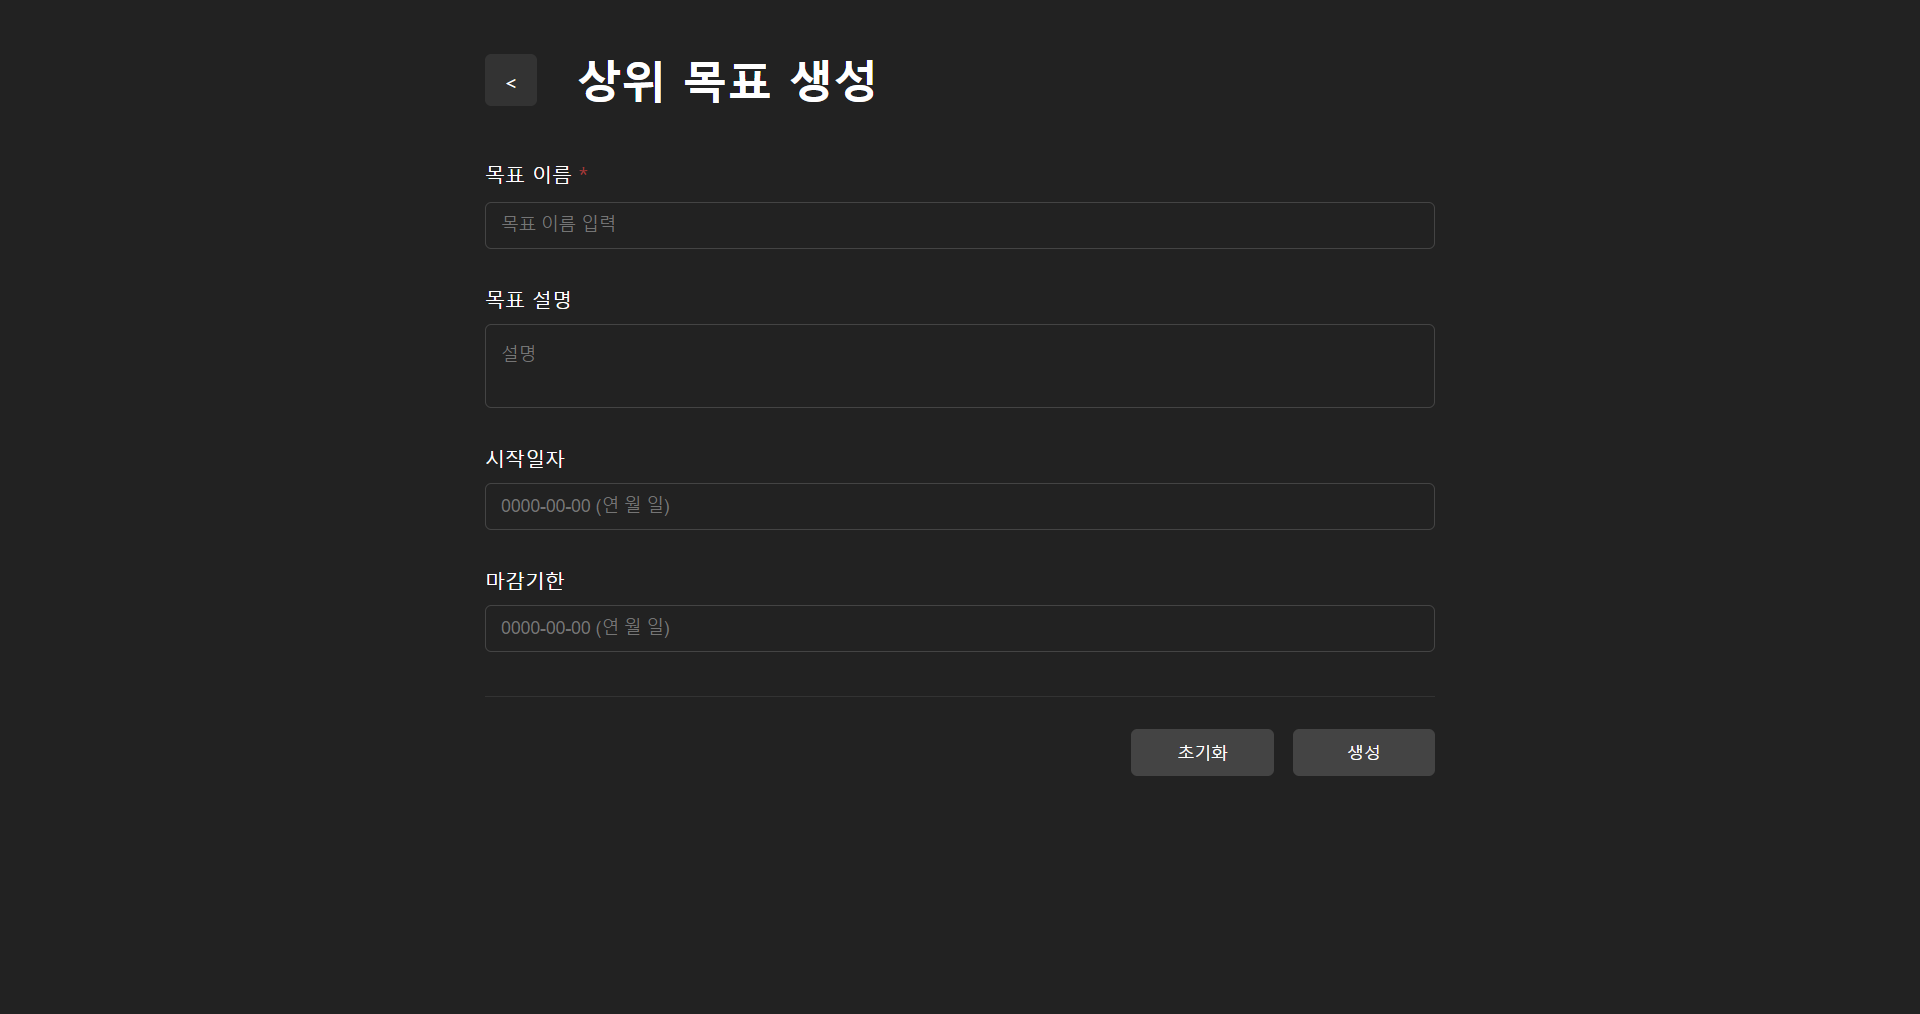 < 상위 목표 생성
목표 이름 *
목표 이름 입력
목표 설명
설명
시작일자
0000-00-00 (연 월 일)
마감기한
0000-00-00 (연 월 일)
초기화 생성